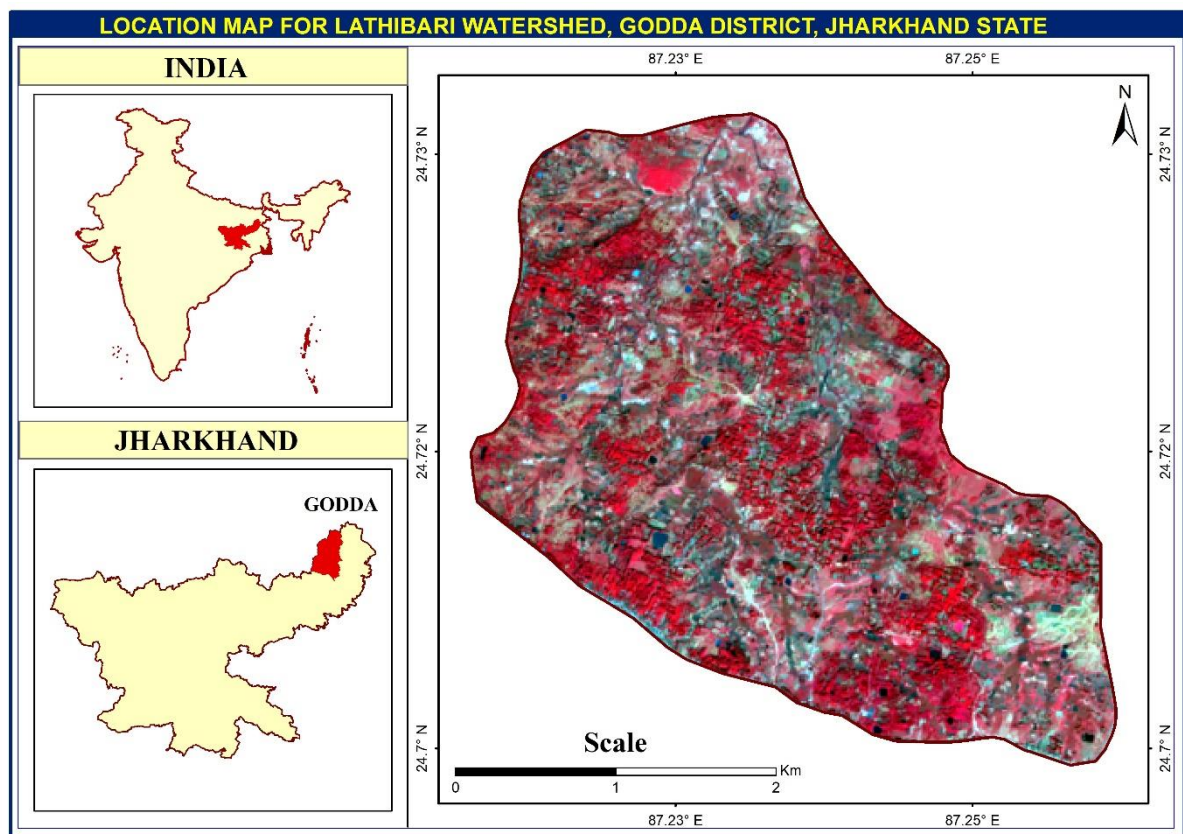 LOCATION MAP FOR LATHIBARI WATERSHED, GODDA DISTRICT, JHARKHAND STATE
INDIA
JHARKHAND
GODDA
87.23° E
87.25° E
N
24.73° N
24.73° N
24.72° N
24.72° N
24.7° N
24.7° N
Scale
Km
0
1
2
87.23° E
87.25° E